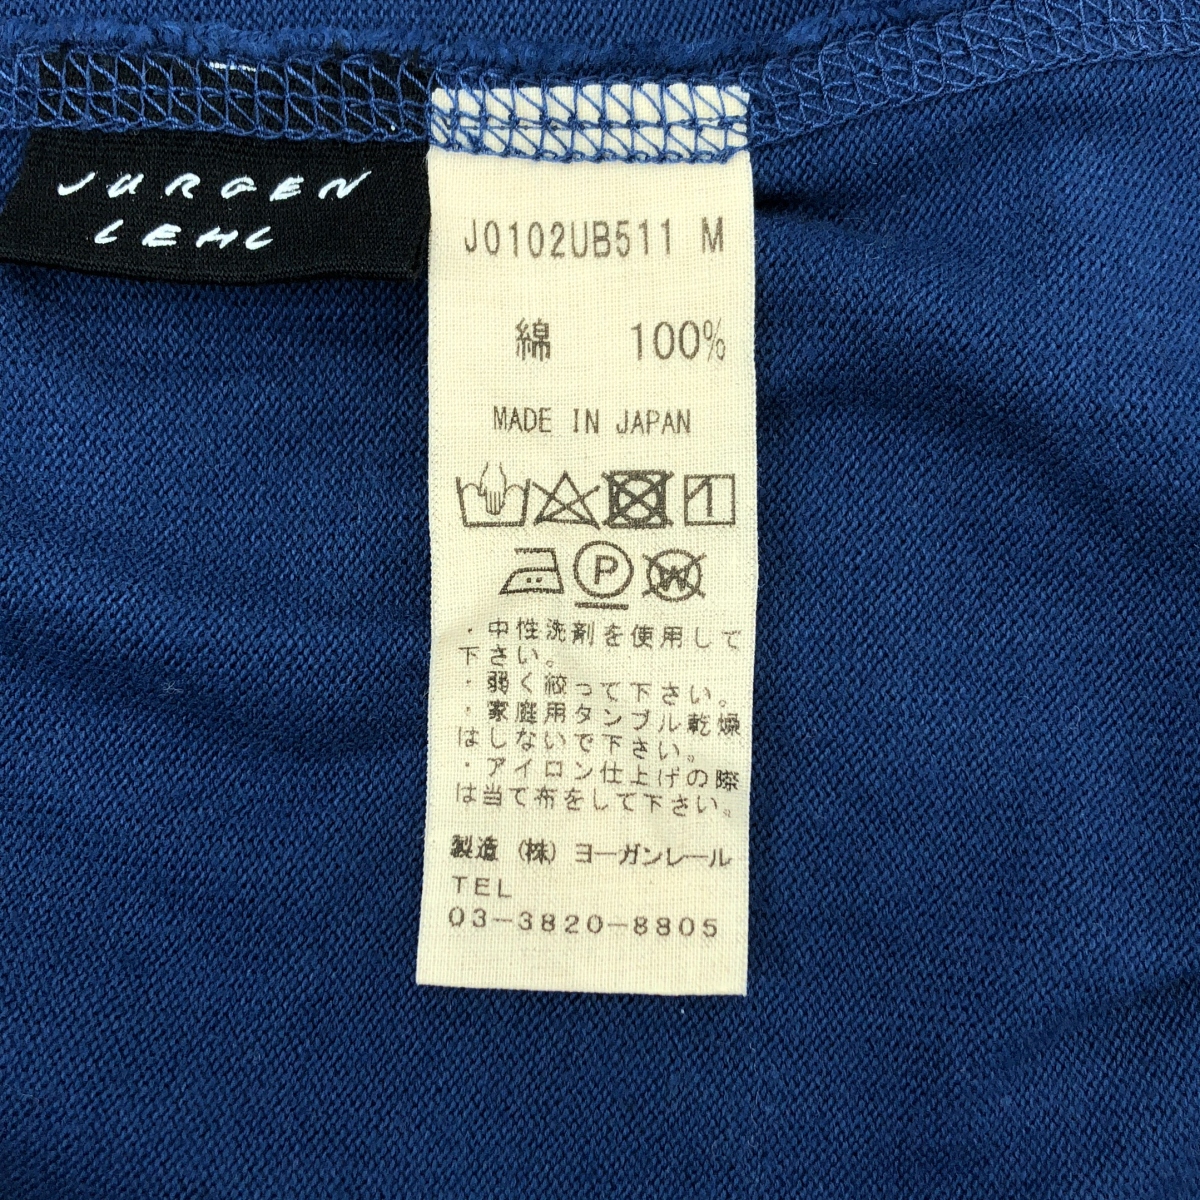 JURGEN
LEHL
J0102UB511 M
綿 100%
MADE IN JAPAN
P W
・中性洗剤を使用して
下さい。
・弱く絞って下さい。
・家庭用タンブル乾燥
はしないで下さい。
・アイロン仕上げの際
は当て布をして下さい。
製造（株）ヨーガンレール
TEL
03-3820-8805